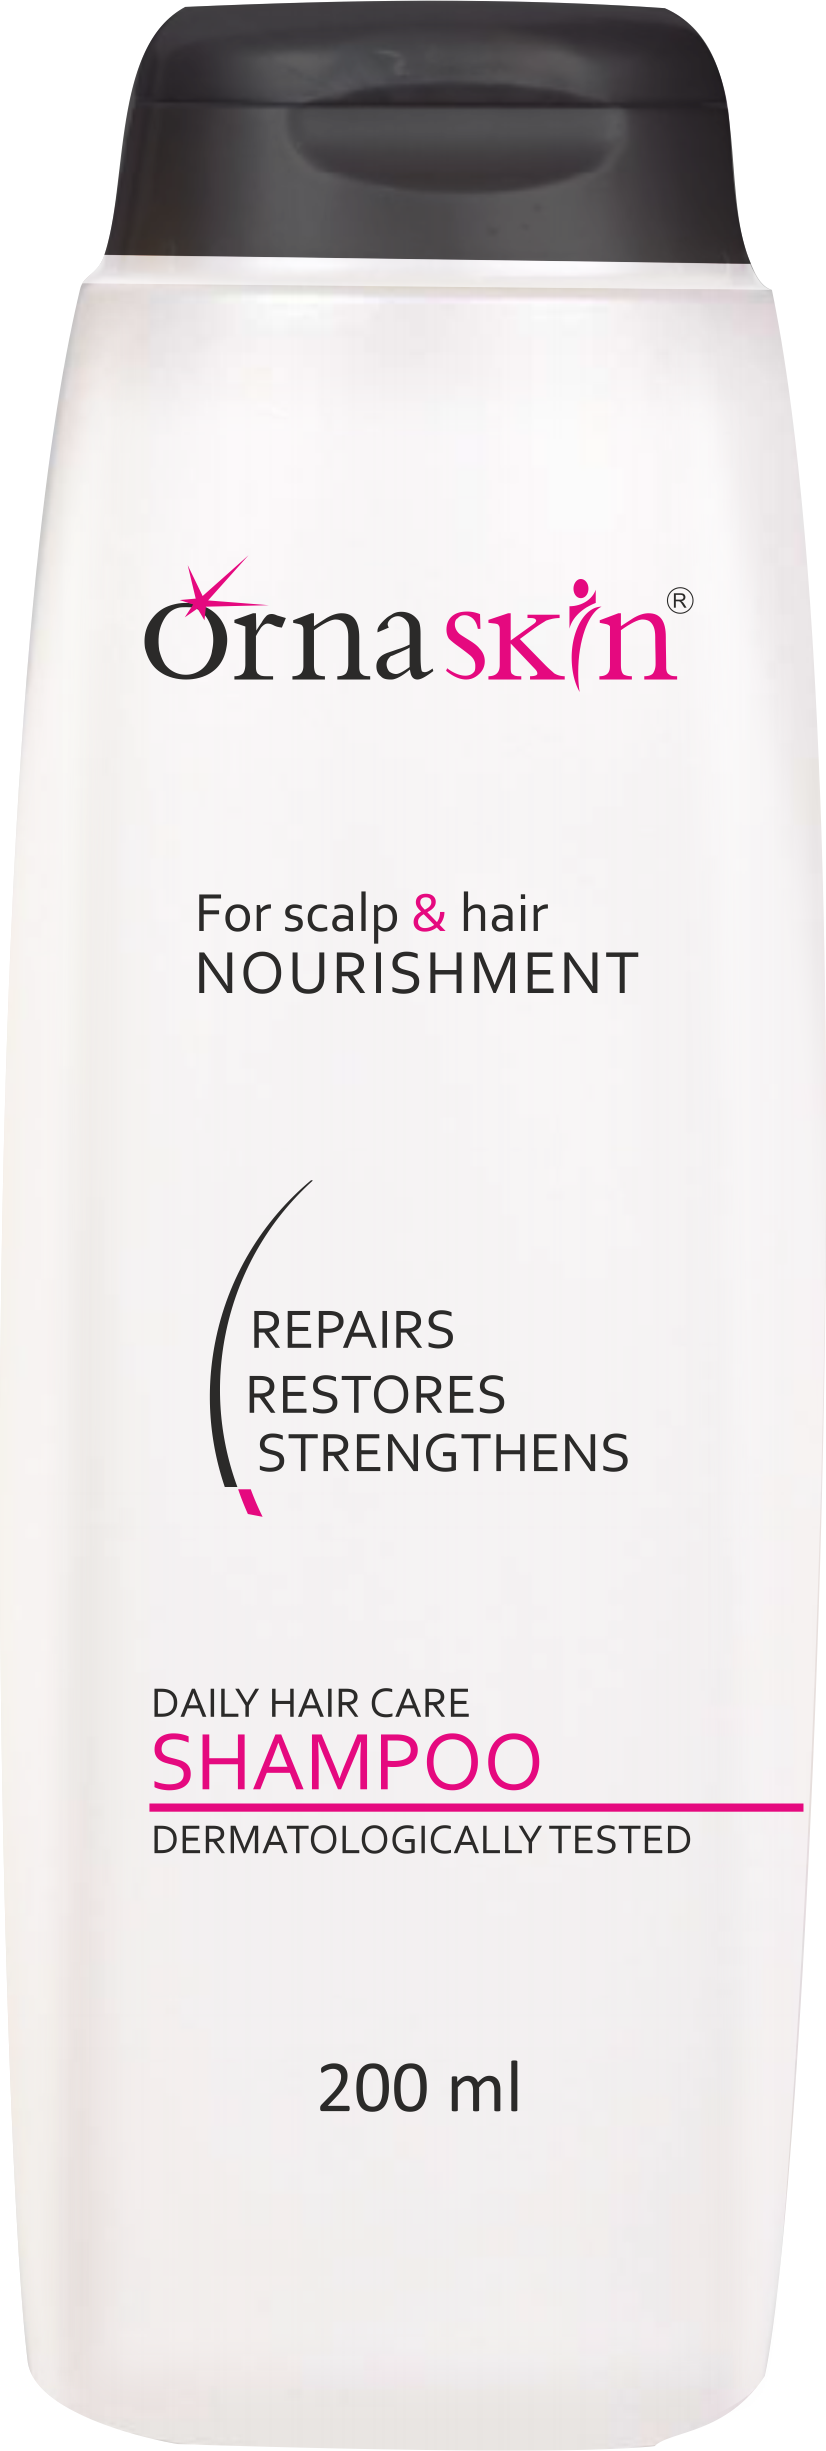 Ornaskin®
For scalp & hair
NOURISHMENT
REPAIRS
RESTORES
STRENGTHENS
DAILY HAIR CARE
SHAMPOO
DERMATOLOGICALLY TESTED
200 ml